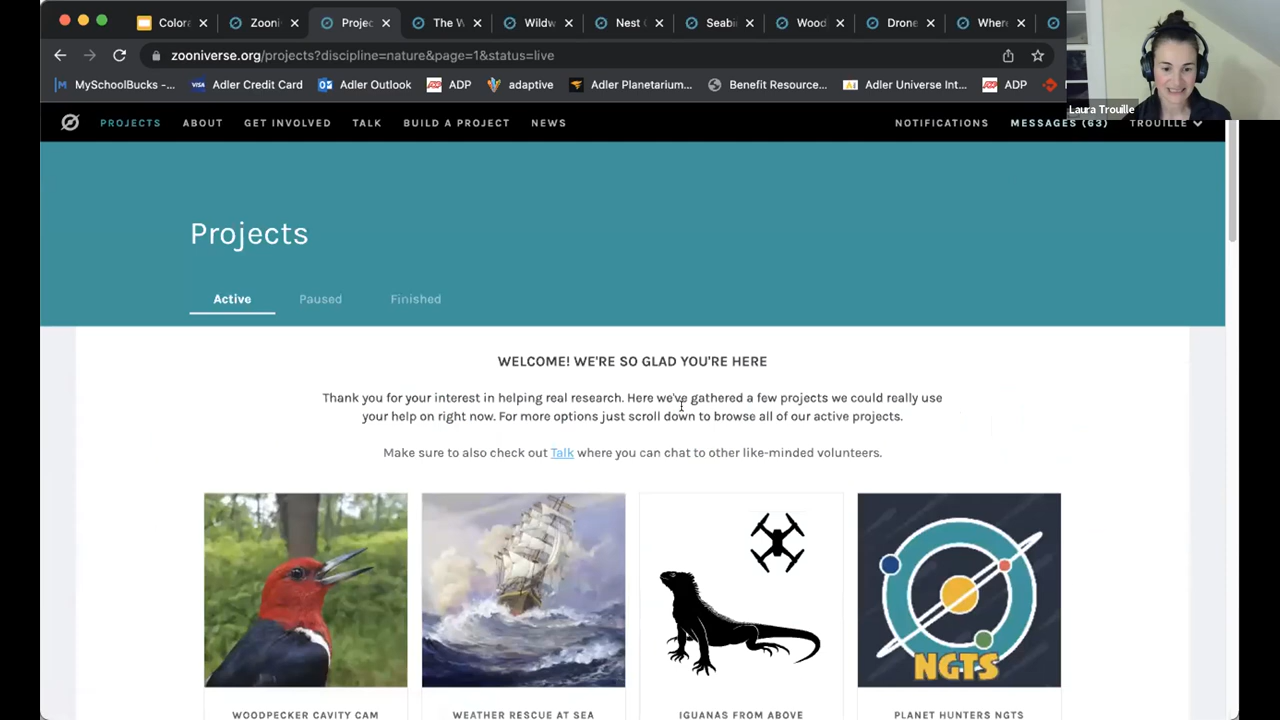 Colora
Zooni
Projec
The W
Wildw
Nest
Seabi
Wood
Drone
Where
zooniverse.org/projects?discipline=nature&page=1&status=live
MySchoolBucks -...
VISA
Adler Credit Card
Adler Outlook
ADP
adaptive
Adler Planetarium...
Benefit Resource...
AI
Adler Universe Int...
ADP
Laura Trouille
PROJECTS
ABOUT
GET INVOLVED
TALK
BUILD A PROJECT
NEWS
NOTIFICATIONS
MESSAGES (63)
TROUILLE
Projects
Active
Paused
Finished
WELCOME! WE'RE SO GLAD YOU'RE HERE
Thank you for your interest in helping real research. Here we've gathered a few projects we could really use
your help on right now. For more options just scroll down to browse all of our active projects.
Make sure to also check out Talk where you can chat to other like-minded volunteers.
NGTS
WOODPECKER CAVITY CAM
WEATHER RESCUE AT SEA
IGUANAS FROM ABOVE
PLANET HUNTERS NGTS